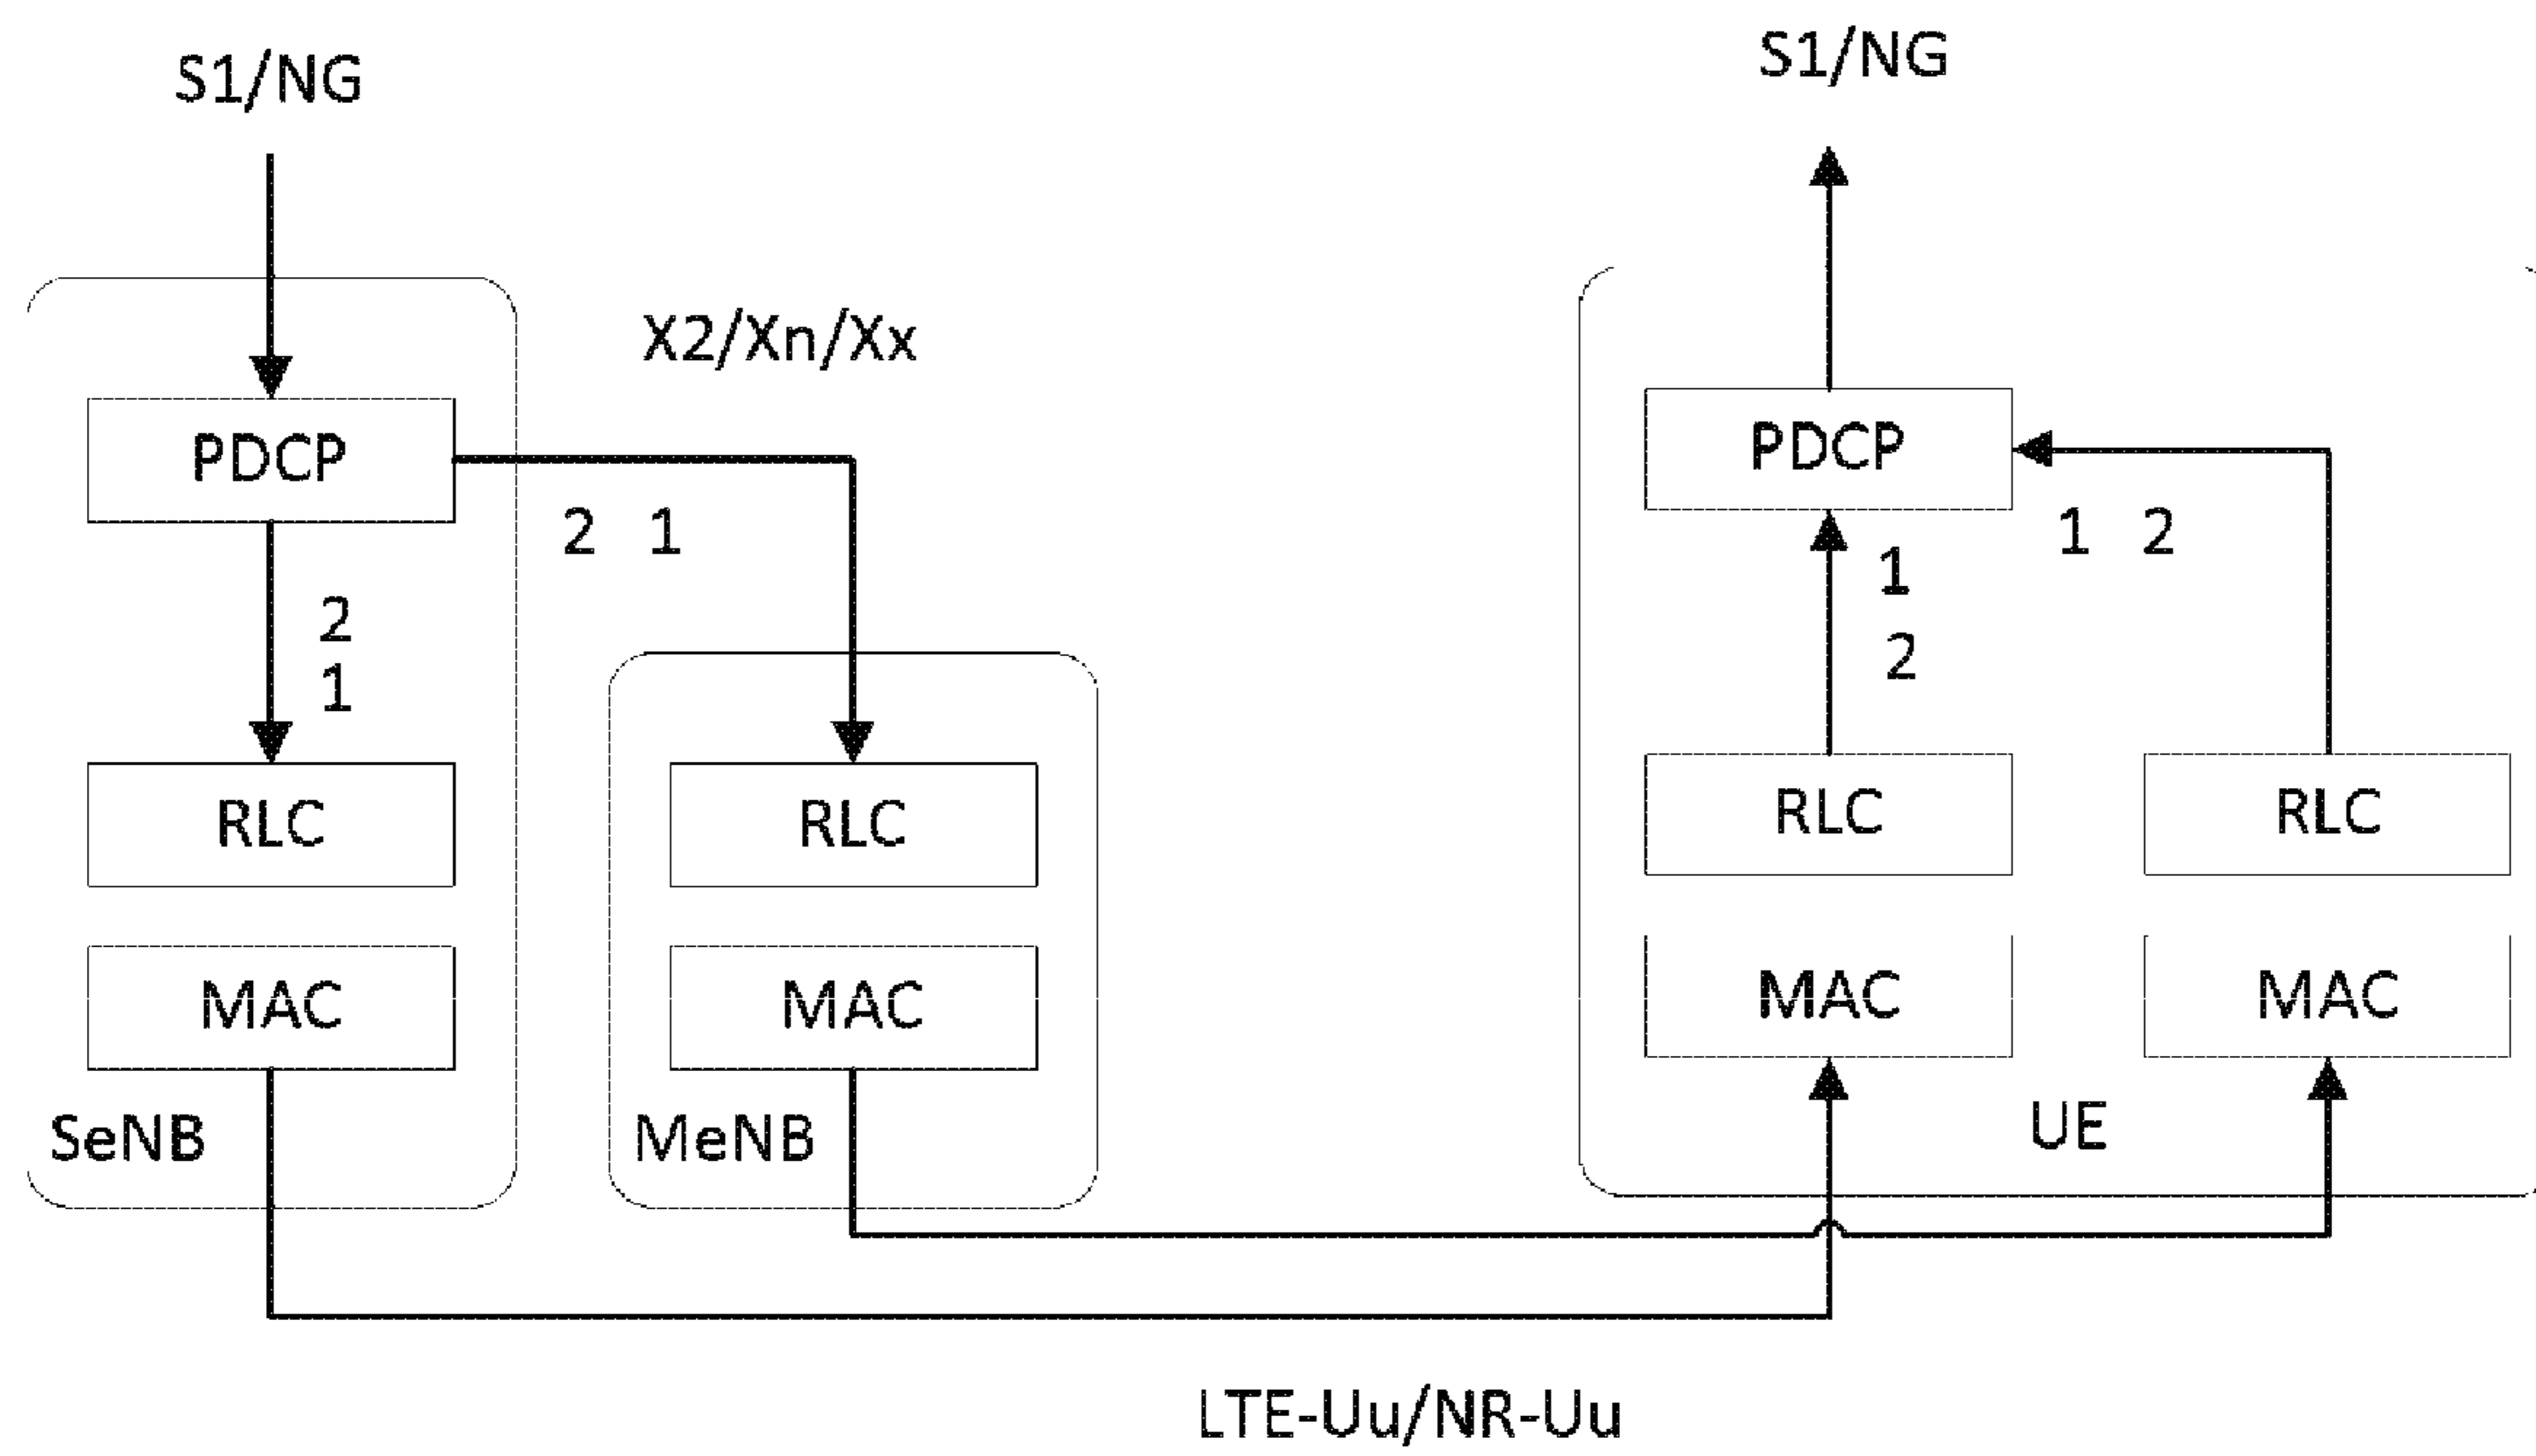 S1/NG
S1/NG
X2/Xn/Xx
PDCP
PDCP
2 1
1 2
1
2
2
1
RLC
RLC
RLC
RLC
MAC
MAC
MAC
MAC
SeNB
MeNB
UE
LTE-Uu/NR-Uu